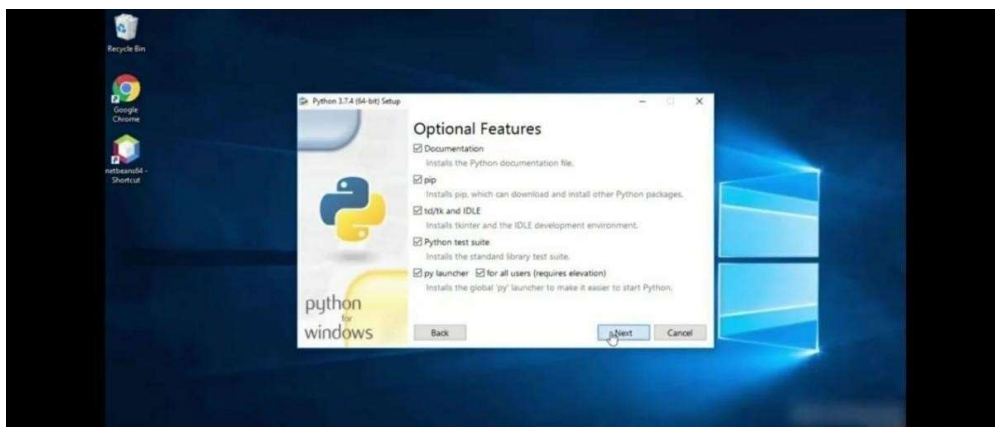 Recycle Bin
Google
Chrome
netbeans64 -
Shortcut
Python 3.7.4 (64-bit) Setup
Optional Features
Documentation
Installs the Python documentation file.
pip
Installs pip, which can download and install other Python packages.
tcl/tk and IDLE
Installs tkinter and the IDLE development environment.
Python test suite
Installs the standard library test suite.
py launcher for all users (requires elevation)
Installs the global 'py' launcher to make it easier to start Python.
python
for
windows
Back
Next
Cancel